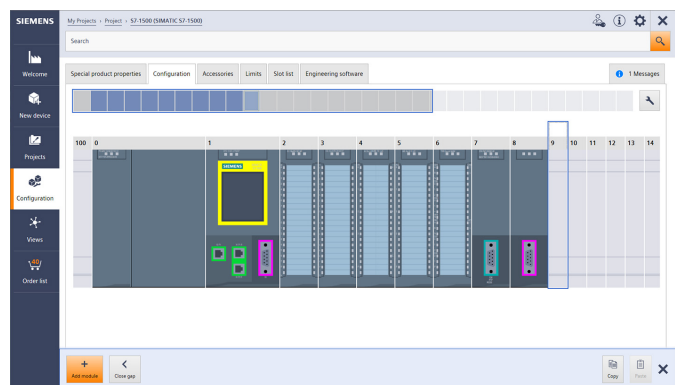 SIEMENS
My Projects › Project › S7-1500 (SIMATIC S7-1500)
Search
Welcome
New device
Projects
Configuration
Views
40
Order list
Special product properties
Configuration
Accessories
Limits
Slot list
Engineering software
1 Messages
100 0 1 2 3 4 5 6 7 8 9 10 11 12 13 14
SIEMENS
Add module
Close gap
Copy
Paste